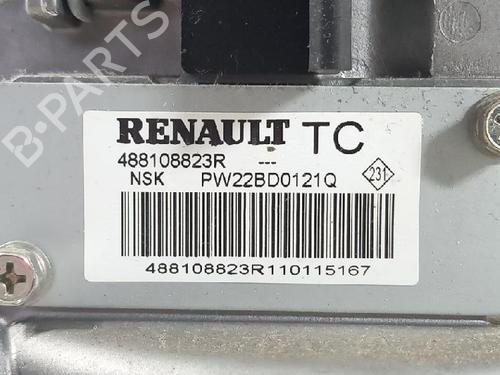 B-PARTS
RENAULT TC
488108823R ---
NSK PW22BD0121Q 231
488108823R110115167